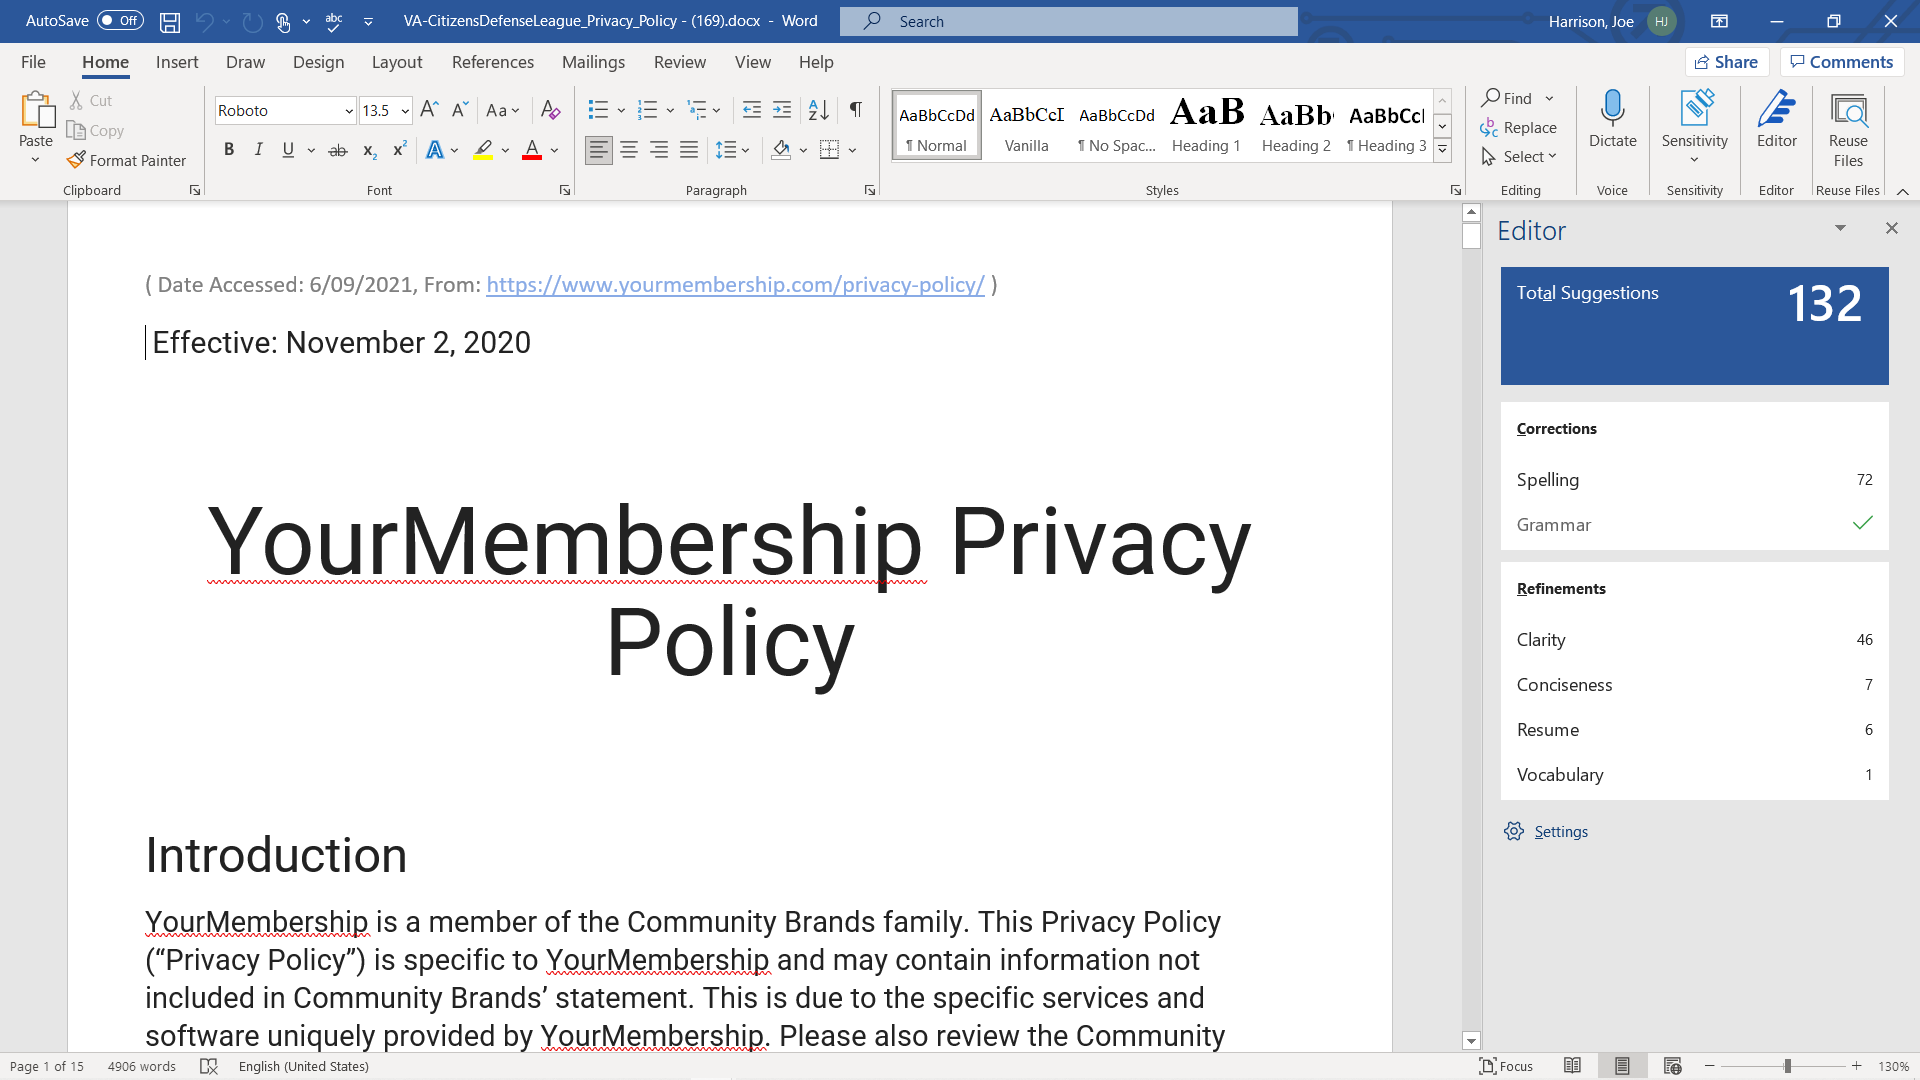 AutoSave Off VA-CitizensDefenseLeague_Privacy_Policy - (169).docx - Word Search Harrison, Joe HJ
File Home Insert Draw Design Layout References Mailings Review View Help Share Comments
Paste Cut Copy Format Painter Clipboard
Roboto 13.5 Font
Paragraph
AaBbCcDd AaBbCcI AaBbCcDd AaB AaBb AaBbCc
¶ Normal Vanilla ¶ No Spac... Heading 1 Heading 2 ¶ Heading 3
Styles
Find Replace Select Editing
Dictate Voice
Sensitivity Sensitivity
Editor Editor
Reuse Files Reuse Files
( Date Accessed: 6/09/2021, From: https://www.yourmembership.com/privacy-policy/ )
Effective: November 2, 2020
YourMembership Privacy
Policy
Introduction
YourMembership is a member of the Community Brands family. This Privacy Policy
(“Privacy Policy”) is specific to YourMembership and may contain information not
included in Community Brands’ statement. This is due to the specific services and
software uniquely provided by YourMembership. Please also review the Community
Editor
Total Suggestions 132
Corrections
Spelling 72
Grammar
Refinements
Clarity 46
Conciseness 7
Resume 6
Vocabulary 1
Settings
Page 1 of 15 4906 words English (United States) Focus 130%